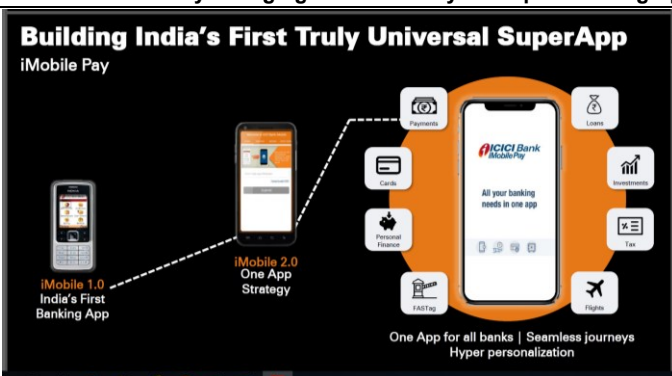 Building India's First Truly Universal SuperApp
iMobile Pay
iMobile 1.0
India's First
Banking App
iMobile 2.0
One App
Strategy
Payments
Cards
Personal
Finance
FASTag
ICICI Bank
iMobile Pay
All your banking
needs in one app
Loans
Investments
Tax
Flights
One App for all banks | Seamless journeys
Hyper personalization